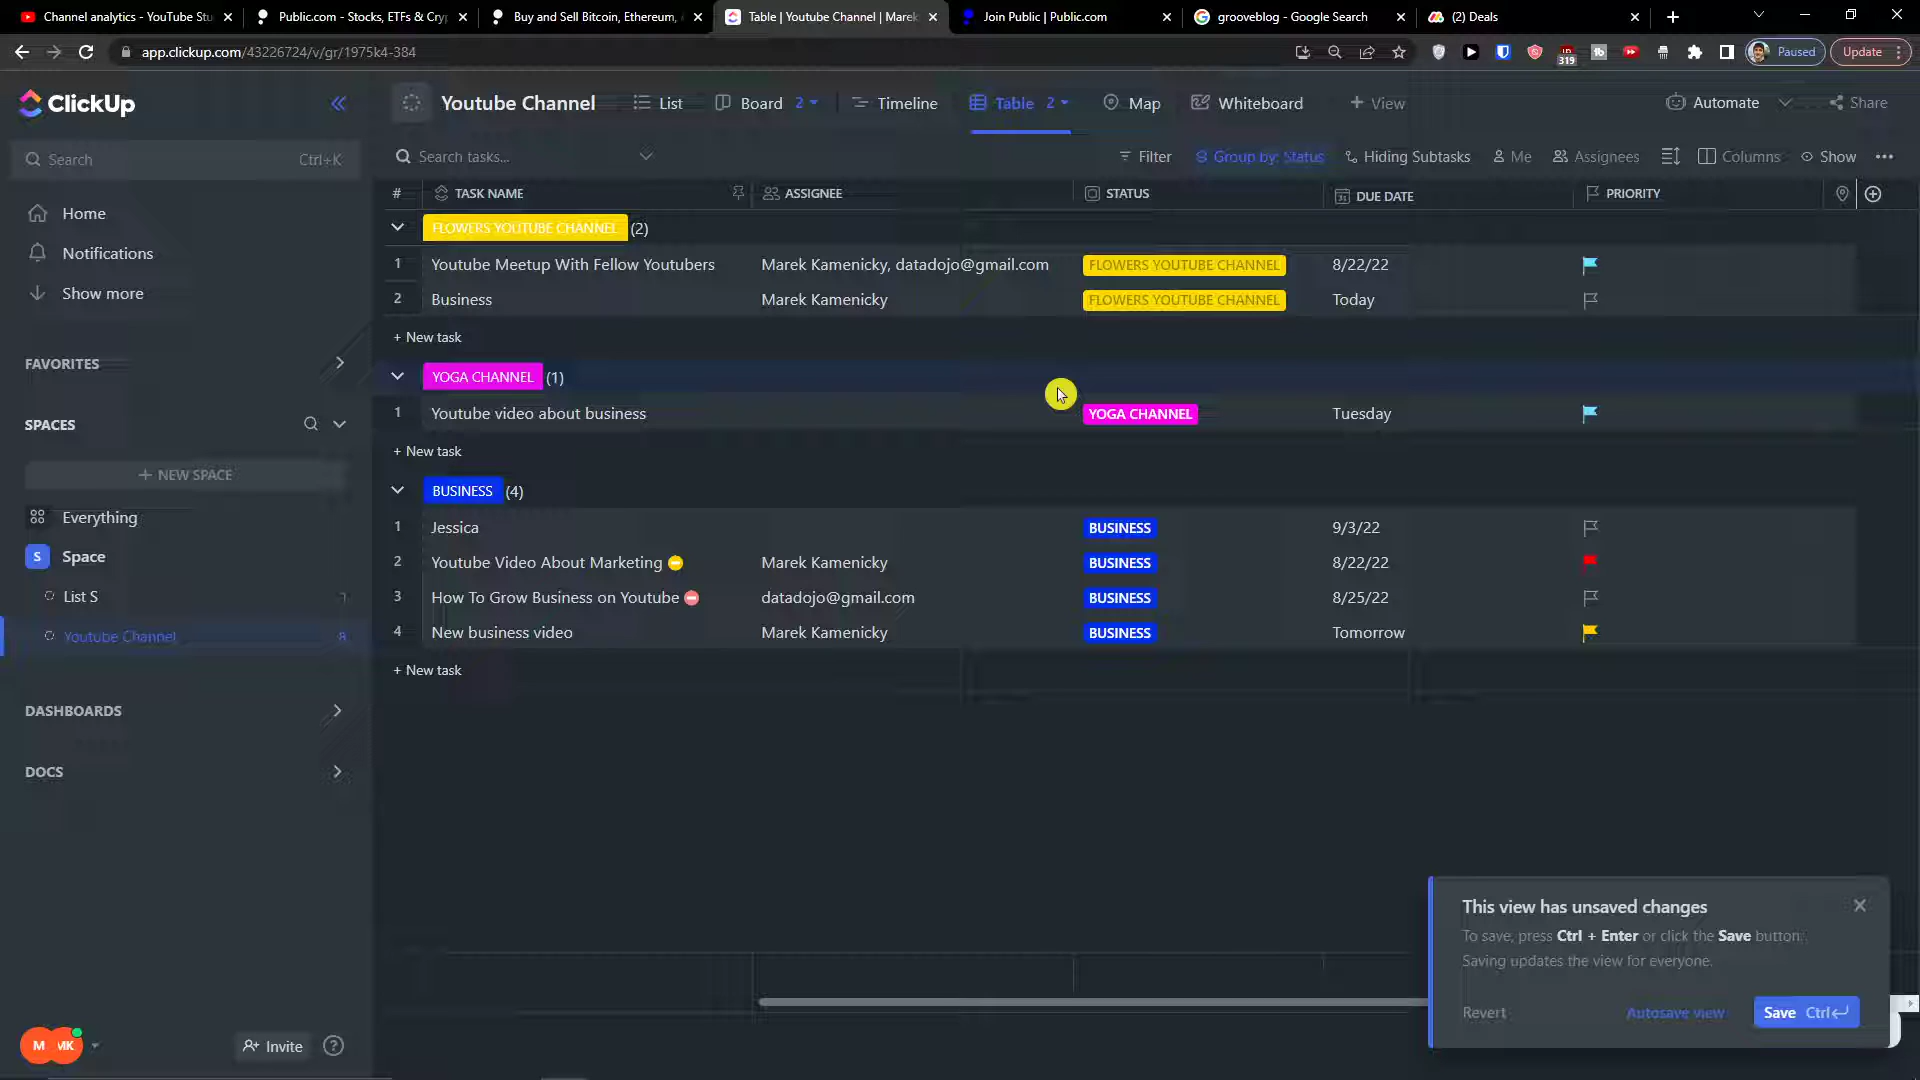 Channel analytics - YouTube Stu
Public.com - Stocks, ETFs & Cry
Buy and Sell Bitcoin, Ethereum,
Table | Youtube Channel | Marek
Join Public | Public.com
grooveblog - Google Search
(2) Deals
app.clickup.com/43226724/v/gr/1975k4-384
319
Paused
Update
ClickUp
Youtube Channel
List
Board 2
Timeline
Table 2
Map
Whiteboard
+ View
Automate
Share
Search Ctrl+K
Search tasks...
Filter
Group by: Status
Hiding Subtasks
Me
Assignees
Columns
Show
# TASK NAME ASSIGNEE STATUS DUE DATE PRIORITY
Home
Notifications
Show more
FAVORITES
SPACES
+ NEW SPACE
Everything
S Space
List S 1
Youtube Channel 8
DASHBOARDS
DOCS
FLOWERS YOUTUBE CHANNEL (2)
1 Youtube Meetup With Fellow Youtubers Marek Kamenicky, datadojo@gmail.com FLOWERS YOUTUBE CHANNEL 8/22/22
2 Business Marek Kamenicky FLOWERS YOUTUBE CHANNEL Today
+ New task
YOGA CHANNEL (1)
1 Youtube video about business YOGA CHANNEL Tuesday
+ New task
BUSINESS (4)
1 Jessica BUSINESS 9/3/22
2 Youtube Video About Marketing Marek Kamenicky BUSINESS 8/22/22
3 How To Grow Business on Youtube datadojo@gmail.com BUSINESS 8/25/22
4 New business video Marek Kamenicky BUSINESS Tomorrow
+ New task
This view has unsaved changes
To save, press Ctrl + Enter or click the Save button.
Saving updates the view for everyone.
Revert Autosave view Save Ctrl
M MK
Invite
?